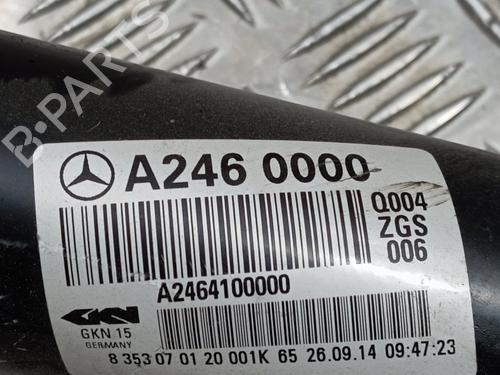 A246 0000
Q004
ZGS
006
A2464100000
GKN
GKN 15
GERMANY
8 353 07 01 20 001K 65 26.09.14 09:47:23
B-PARTS